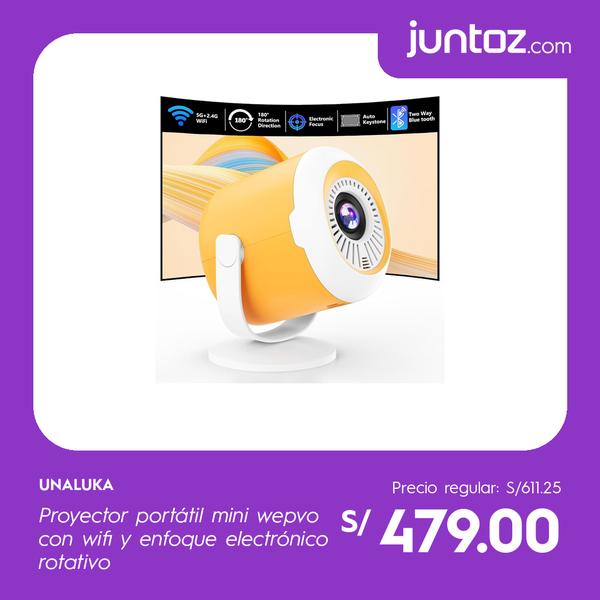 juntoz.com
5G+2.4G
WiFi
180°
180°
Rotation
Direction
Electronic
Focus
Auto
Keystone
Two Way
Blue tooth
UNALUKA
Proyector portátil mini wepvo
con wifi y enfoque electrónico
rotativo
Precio regular: S/611.25
S/ 479.00